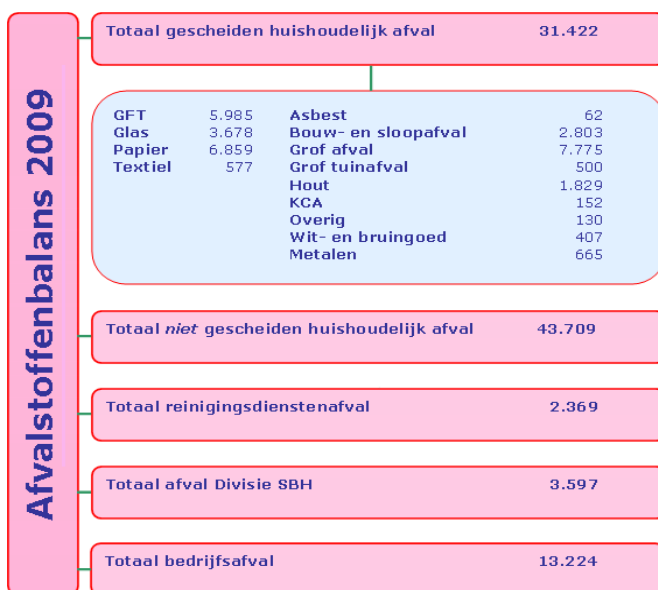 Afvalstoffenbalans 2009
Totaal gescheiden huishoudelijk afval 31.422
GFT 5.985
Glas 3.678
Papier 6.859
Textiel 577
Asbest 62
Bouw- en sloopafval 2.803
Grof afval 7.775
Grof tuinafval 500
Hout 1.829
KCA 152
Overig 130
Wit- en bruingoed 407
Metalen 665
Totaal niet gescheiden huishoudelijk afval 43.709
Totaal reinigingsdienstenafval 2.369
Totaal afval Divisie SBH 3.597
Totaal bedrijfsafval 13.224